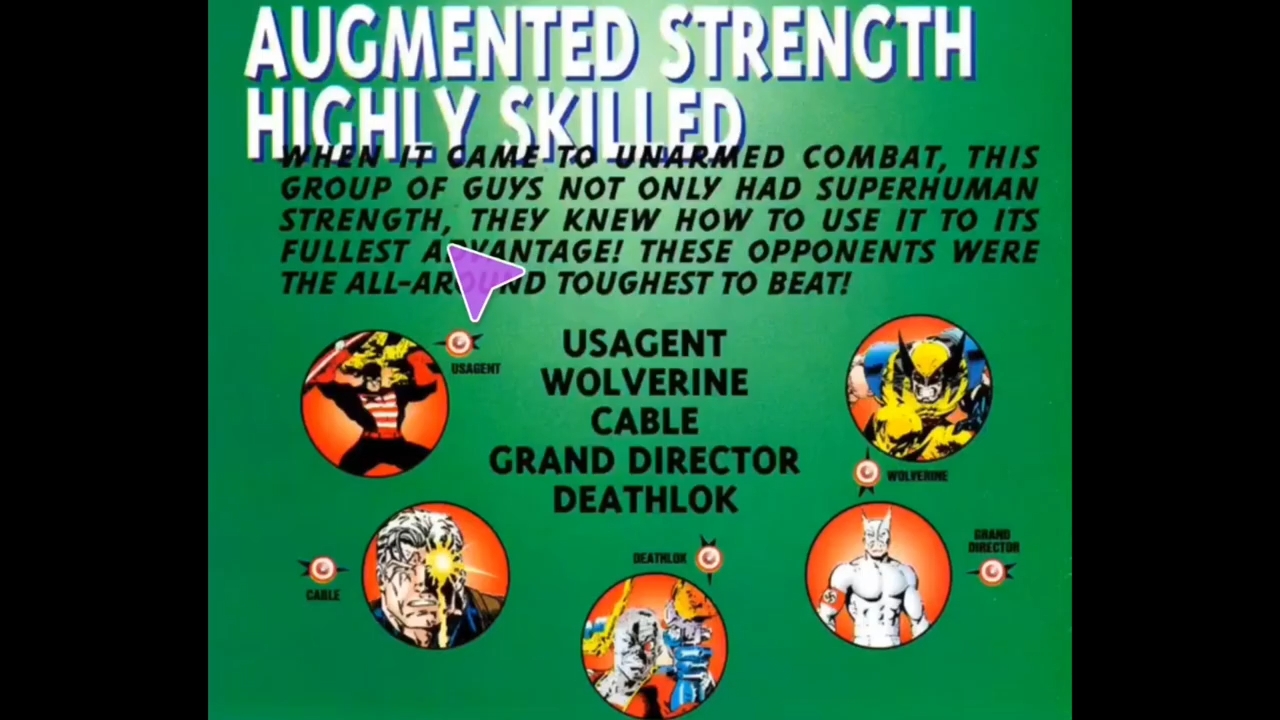 AUGMENTED STRENGTH
HIGHLY SKILLED
WHEN IT CAME TO UNARMED COMBAT, THIS
GROUP OF GUYS NOT ONLY HAD SUPERHUMAN
STRENGTH, THEY KNEW HOW TO USE IT TO ITS
FULLEST ADVANTAGE! THESE OPPONENTS WERE
THE ALL-AROUND TOUGHEST TO BEAT!
USAGENT
WOLVERINE
CABLE
GRAND DIRECTOR
DEATHLOK
USAGENT
WOLVERINE
CABLE
DEATHLOK
GRAND
DIRECTOR